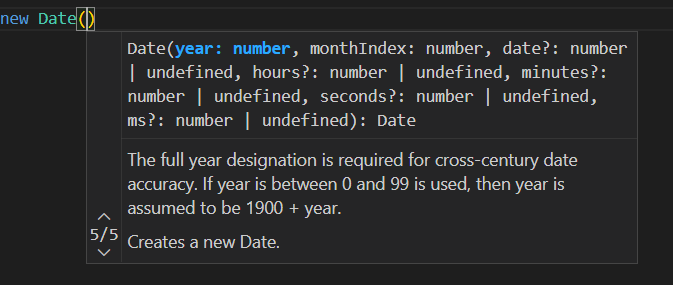 new Date()
Date(year: number, monthIndex: number, date?: number
| undefined, hours?: number | undefined, minutes?:
number | undefined, seconds?: number | undefined,
ms?: number | undefined): Date
The full year designation is required for cross-century date
accuracy. If year is between 0 and 99 is used, then year is
assumed to be 1900 + year.
5/5
Creates a new Date.